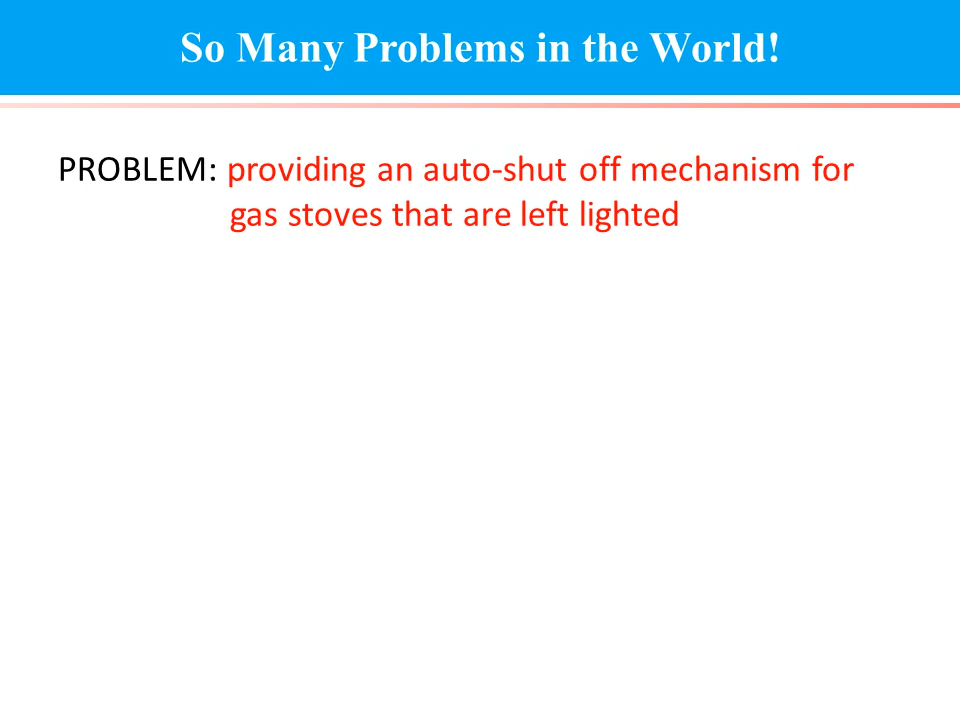 So Many Problems in the World!
PROBLEM: providing an auto-shut off mechanism for
gas stoves that are left lighted